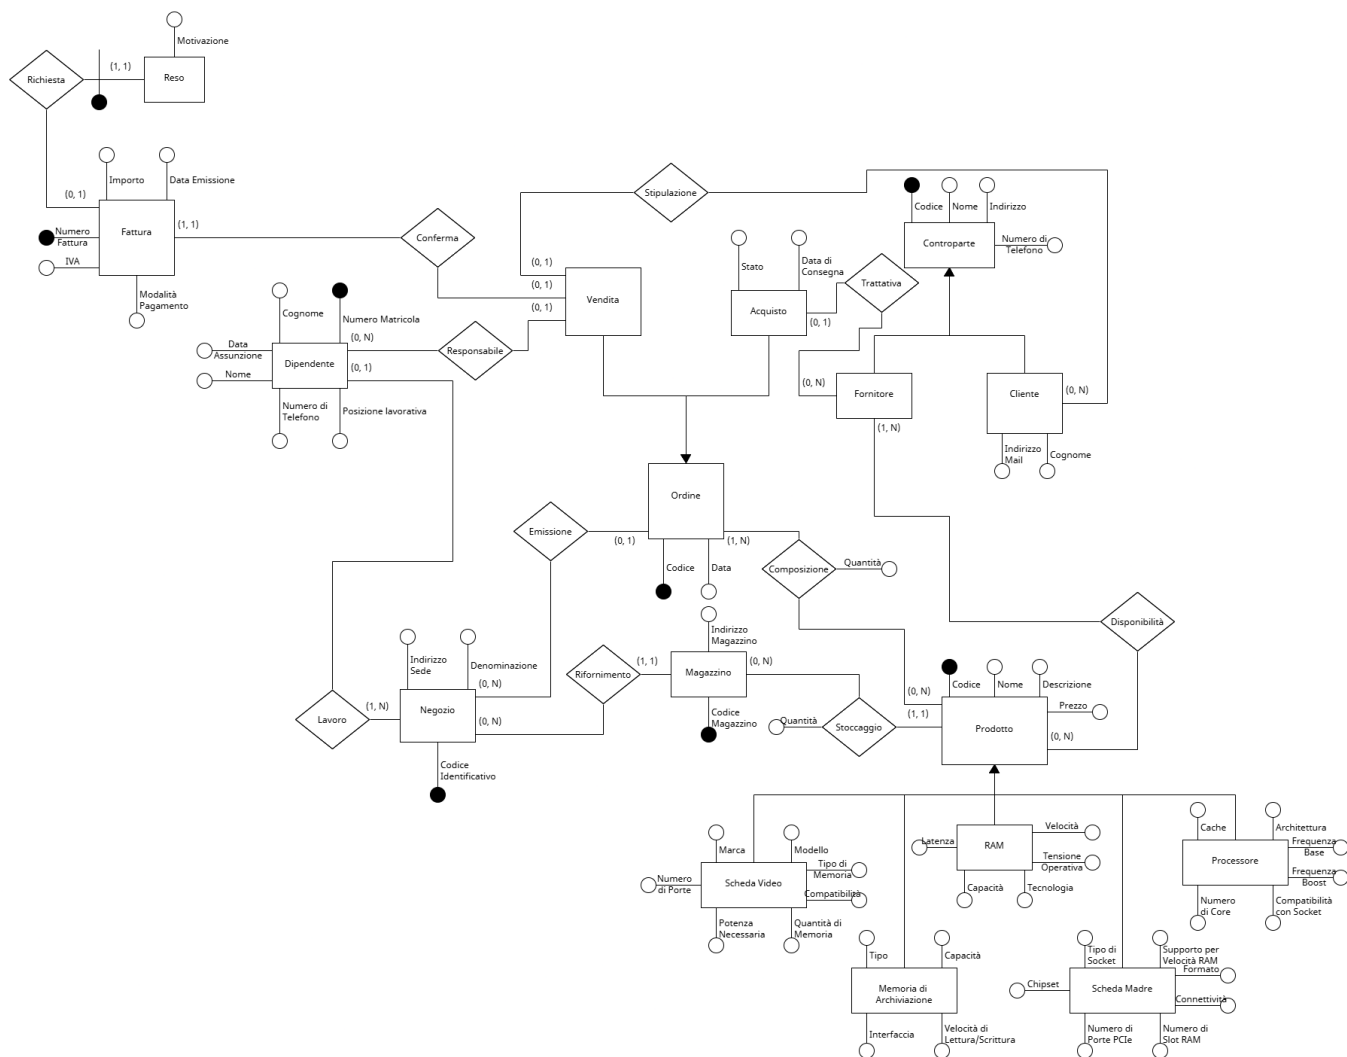 Motivazione
(1, 1)
Richiesta
Reso
Importo
Data Emissione
(0, 1)
(1, 1)
Numero
Fattura
Fattura
IVA
Modalità
Pagamento
Conferma
Stipulazione
Codice
Nome
Indirizzo
Controparte
Numero di
Telefono
Stato
Data di
Consegna
Trattativa
(0, 1)
(0, 1)
(0, 1)
Vendita
Acquisto
(0, 1)
Cognome
Numero Matricola
(0, N)
Data
Assunzione
Dipendente
(0, 1)
Nome
Responsabile
Numero di
Telefono
Posizione lavorativa
(0, N)
Fornitore
(1, N)
Cliente
(0, N)
Indirizzo
Mail
Cognome
Ordine
Emissione
(0, 1)
(1, N)
Codice
Data
Composizione
Quantità
Disponibilità
Indirizzo
Magazzino
Indirizzo
Sede
Denominazione
(0, N)
Rifornimento
(1, 1)
Magazzino
(0, N)
Codice
Magazzino
Lavoro
(1, N)
Negozio
(0, N)
Codice
Identificativo
Quantità
Stoccaggio
Codice
Nome
Descrizione
(0, N)
(1, 1)
Prodotto
Prezzo
(0, N)
Marca
Modello
Numero
di Porte
Scheda Video
Tipo di
Memoria
Compatibilità
Potenza
Necessaria
Quantità di
Memoria
Latenza
RAM
Velocità
Tensione
Operativa
Capacità
Tecnologia
Cache
Architettura
Processore
Frequenza
Base
Frequenza
Boost
Numero
di Core
Compatibilità
con Socket
Tipo
Capacità
Memoria di
Archiviazione
Interfaccia
Velocità di
Lettura/Scrittura
Tipo di
Socket
Supporto per
Velocità RAM
Chipset
Scheda Madre
Formato
Connettività
Numero di
Porte PCIe
Numero di
Slot RAM